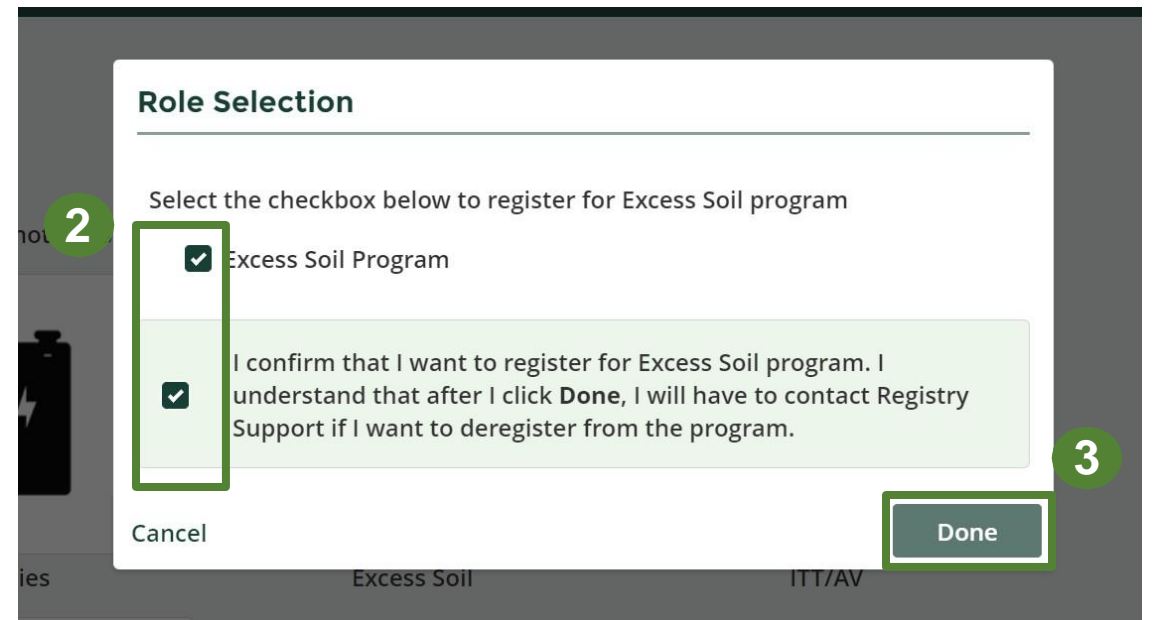 Role Selection
Select the checkbox below to register for Excess Soil program
2
Excess Soil Program
I confirm that I want to register for Excess Soil program. I
understand that after I click Done, I will have to contact Registry
Support if I want to deregister from the program.
3
Cancel
Done
ies
Excess Soil
ITT/AV